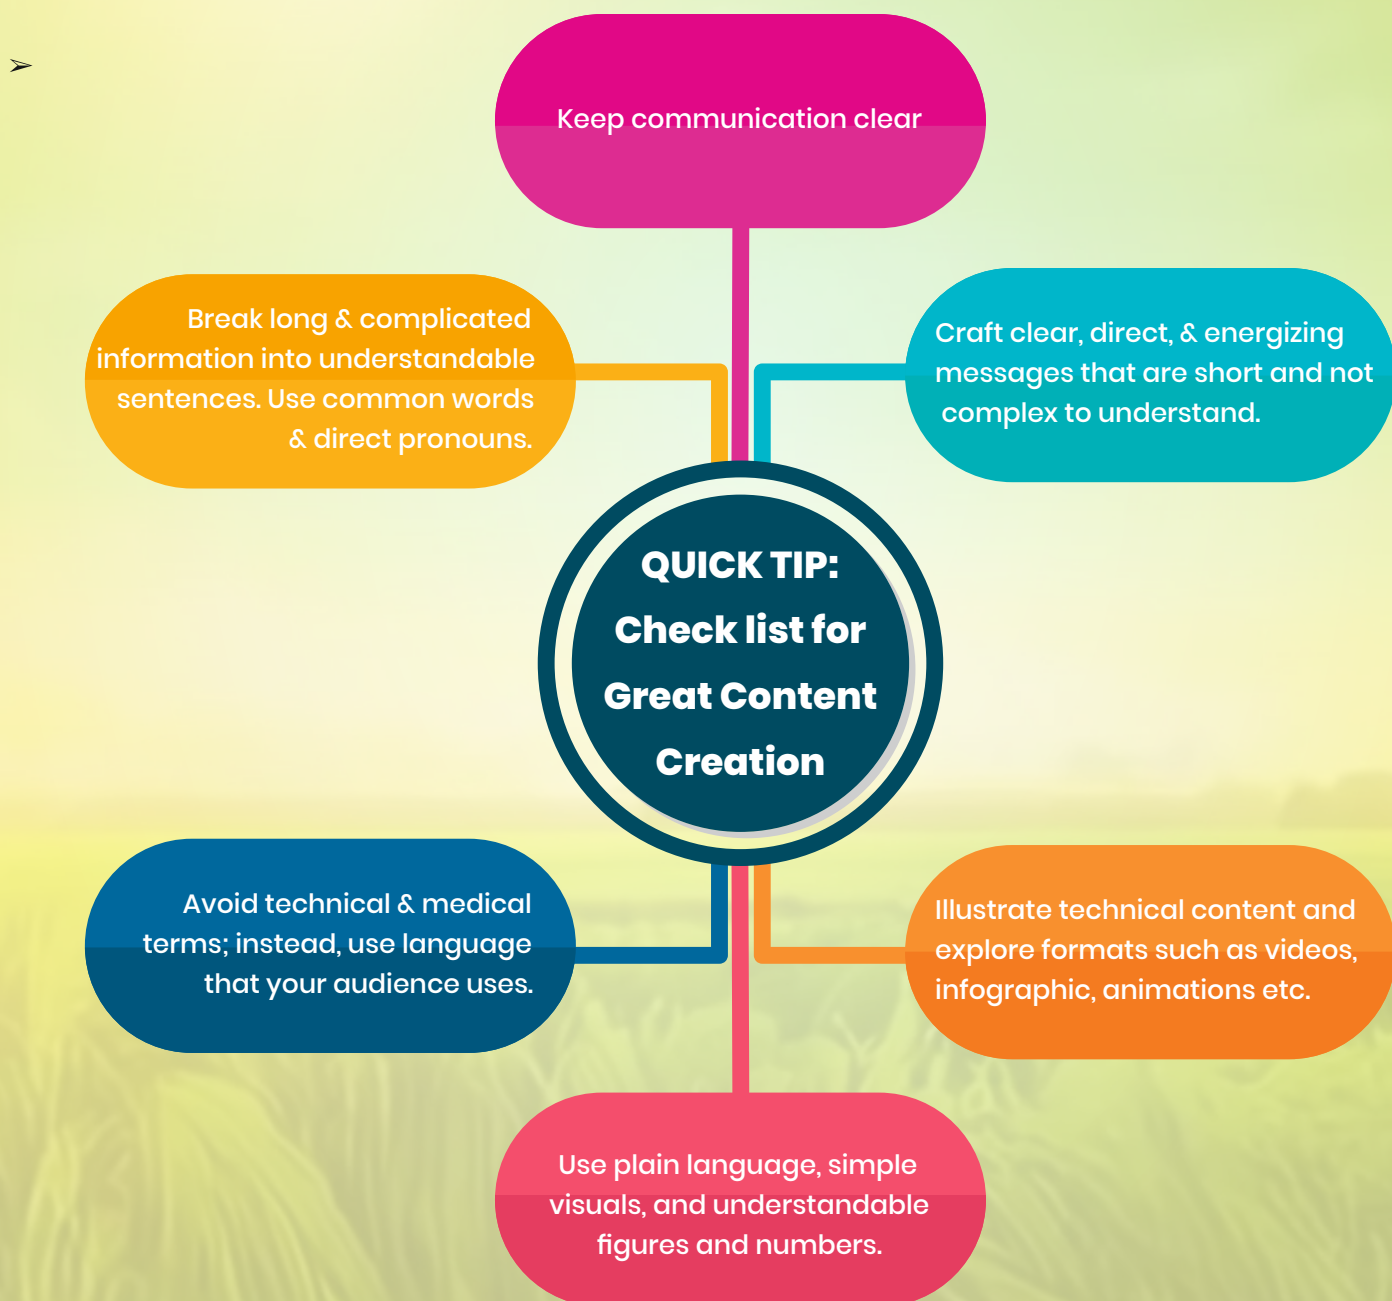 ➢
Keep communication clear
Break long & complicated
information into understandable
sentences. Use common words
& direct pronouns.
Craft clear, direct, & energizing
messages that are short and not
complex to understand.
QUICK TIP:
Check list for
Great Content
Creation
Avoid technical & medical
terms; instead, use language
that your audience uses.
Illustrate technical content and
explore formats such as videos,
infographic, animations etc.
Use plain language, simple
visuals, and understandable
figures and numbers.